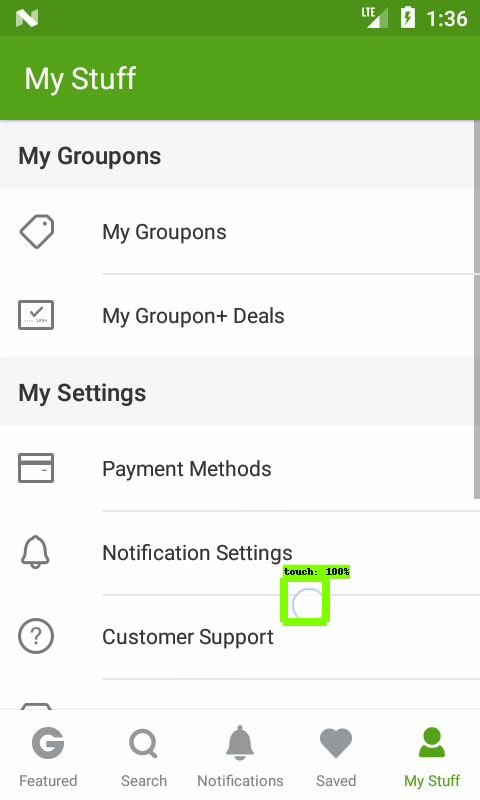 LTE 1:36
My Stuff
My Groupons
My Groupons
My Groupon+ Deals
My Settings
Payment Methods
Notification Settings
touch: 100%
Customer Support
?
Featured Search Notifications Saved My Stuff